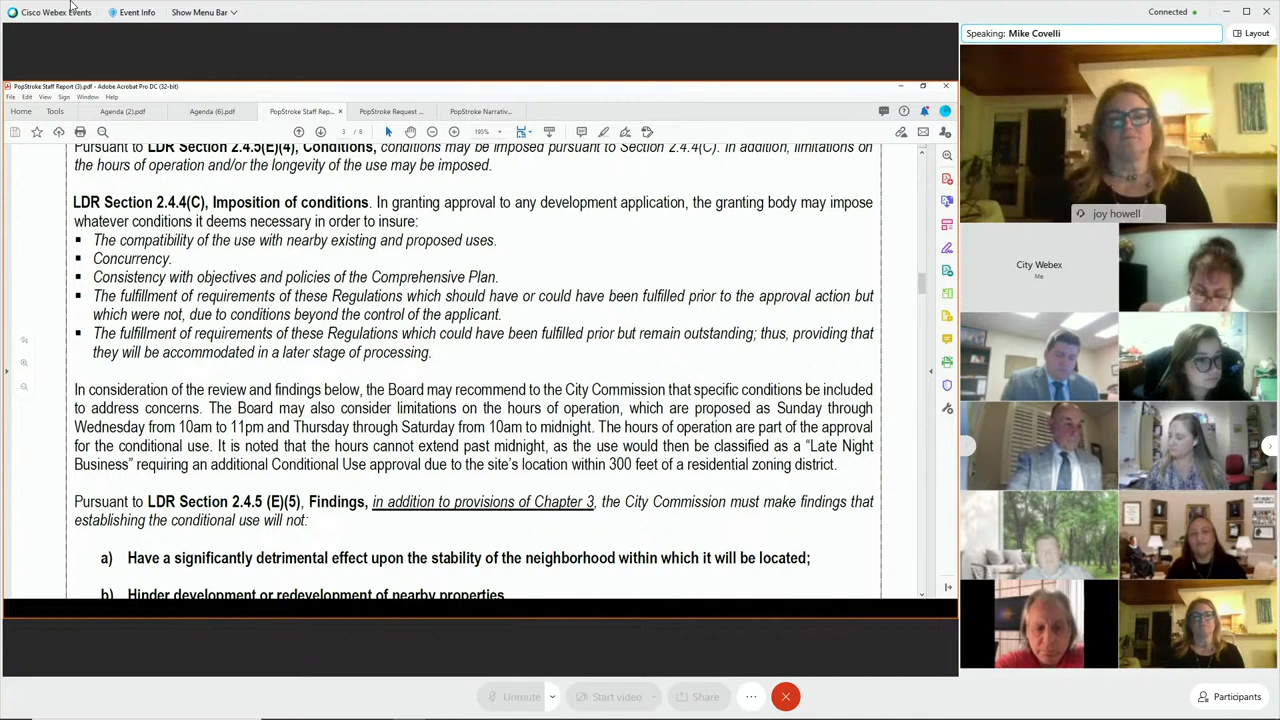 Cisco Webex Events Event Info Show Menu Bar Connected
Speaking: Mike Covelli Layout
PopStroke Staff Report (3).pdf - Adobe Acrobat Pro DC (32-bit)
File Edit View Sign Window Help
Home Tools Agenda (2).pdf Agenda (6).pdf PopStroke Staff Rep... × PopStroke Request ... PopStroke Narrativ...
3 / 8 195%
Pursuant to LDR Section 2.4.5(E)(4), Conditions, conditions may be imposed pursuant to Section 2.4.4(C). In addition, limitations on
the hours of operation and/or the longevity of the use may be imposed.
LDR Section 2.4.4(C), Imposition of conditions. In granting approval to any development application, the granting body may impose
whatever conditions it deems necessary in order to insure:
▪ The compatibility of the use with nearby existing and proposed uses.
▪ Concurrency.
▪ Consistency with objectives and policies of the Comprehensive Plan.
▪ The fulfillment of requirements of these Regulations which should have or could have been fulfilled prior to the approval action but
which were not, due to conditions beyond the control of the applicant.
▪ The fulfillment of requirements of these Regulations which could have been fulfilled prior but remain outstanding; thus, providing that
they will be accommodated in a later stage of processing.
In consideration of the review and findings below, the Board may recommend to the City Commission that specific conditions be included
to address concerns. The Board may also consider limitations on the hours of operation, which are proposed as Sunday through
Wednesday from 10am to 11pm and Thursday through Saturday from 10am to midnight. The hours of operation are part of the approval
for the conditional use. It is noted that the hours cannot extend past midnight, as the use would then be classified as a “Late Night
Business” requiring an additional Conditional Use approval due to the site’s location within 300 feet of a residential zoning district.
Pursuant to LDR Section 2.4.5 (E)(5), Findings, in addition to provisions of Chapter 3, the City Commission must make findings that
establishing the conditional use will not:
a) Have a significantly detrimental effect upon the stability of the neighborhood within which it will be located;
b) Hinder development or redevelopment of nearby properties
joy howell
City Webex
Me
Unmute Start video Share Participants